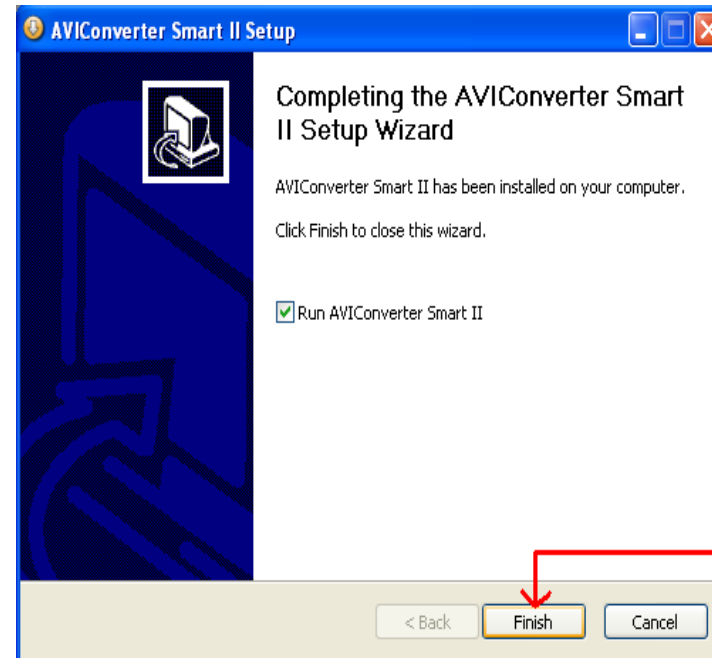 AVIConverter Smart II Setup
Completing the AVIConverter Smart
II Setup Wizard
AVIConverter Smart II has been installed on your computer.
Click Finish to close this wizard.
Run AVIConverter Smart II
< Back Finish Cancel